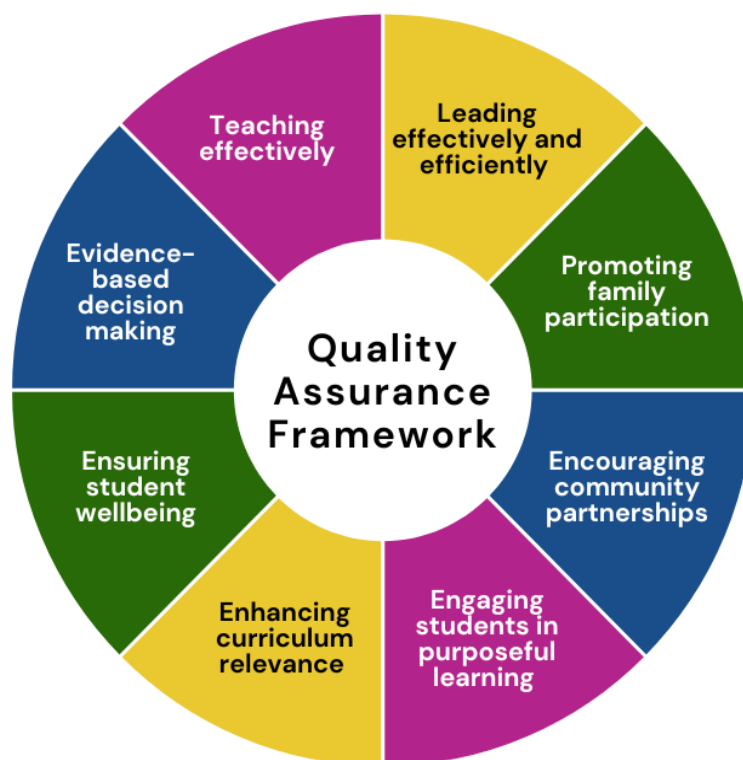 Quality
Assurance
Framework
Leading
effectively and
efficiently
Promoting
family
participation
Encouraging
community
partnerships
Engaging
students in
purposeful
learning
Enhancing
curriculum
relevance
Ensuring
student
wellbeing
Evidence-
based
decision
making
Teaching
effectively